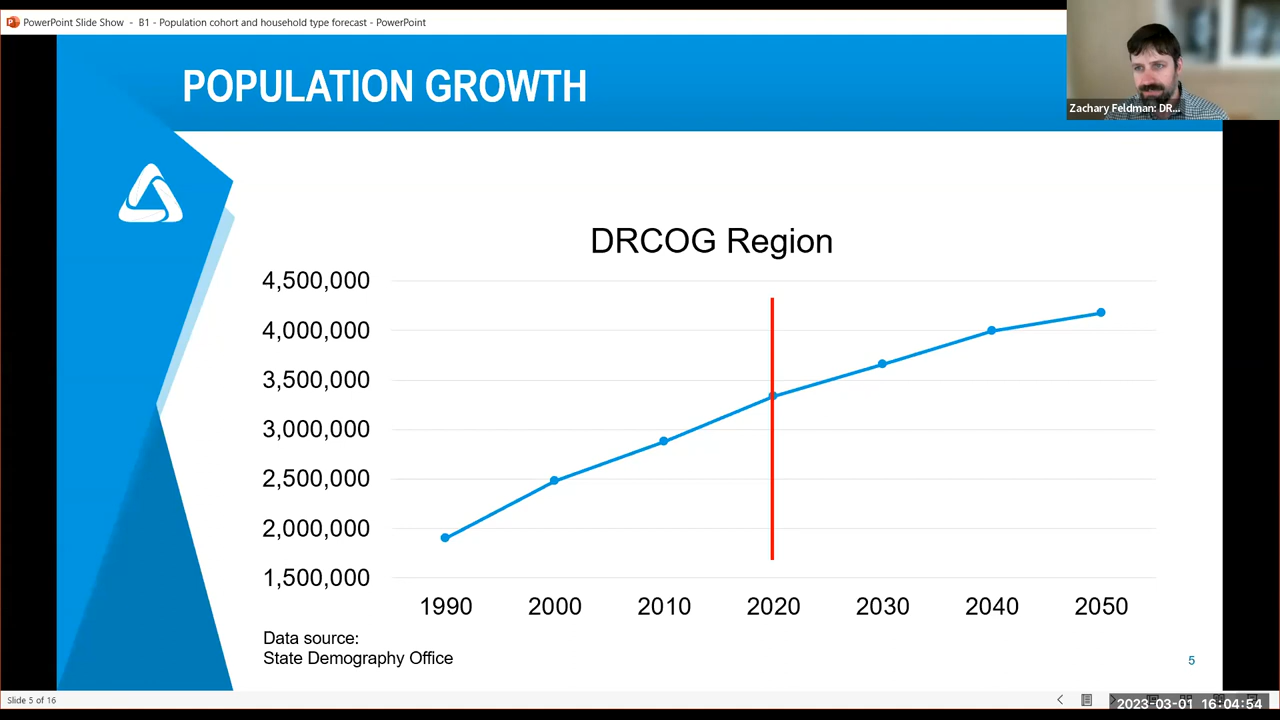 PowerPoint Slide Show - B1 - Population cohort and household type forecast - PowerPoint
POPULATION GROWTH
Zachary Feldman: DR...
DRCOG Region
4,500,000
4,000,000
3,500,000
3,000,000
2,500,000
2,000,000
1,500,000
1990 2000 2010 2020 2030 2040 2050
Data source:
State Demography Office
5
Slide 5 of 16
2023-03-01 16:04:54